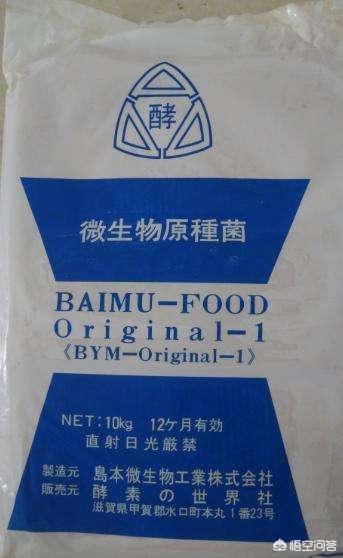 酵
微生物原種菌
BAIMU-FOOD
Original-1
《BYM-Original-1》
NET:10kg 12ケ月有効
直射日光厳禁
製造元 島本微生物工業株式会社
販売元 酵素の世界社
滋賀県甲賀郡水口町本丸1番23号
悟空问答